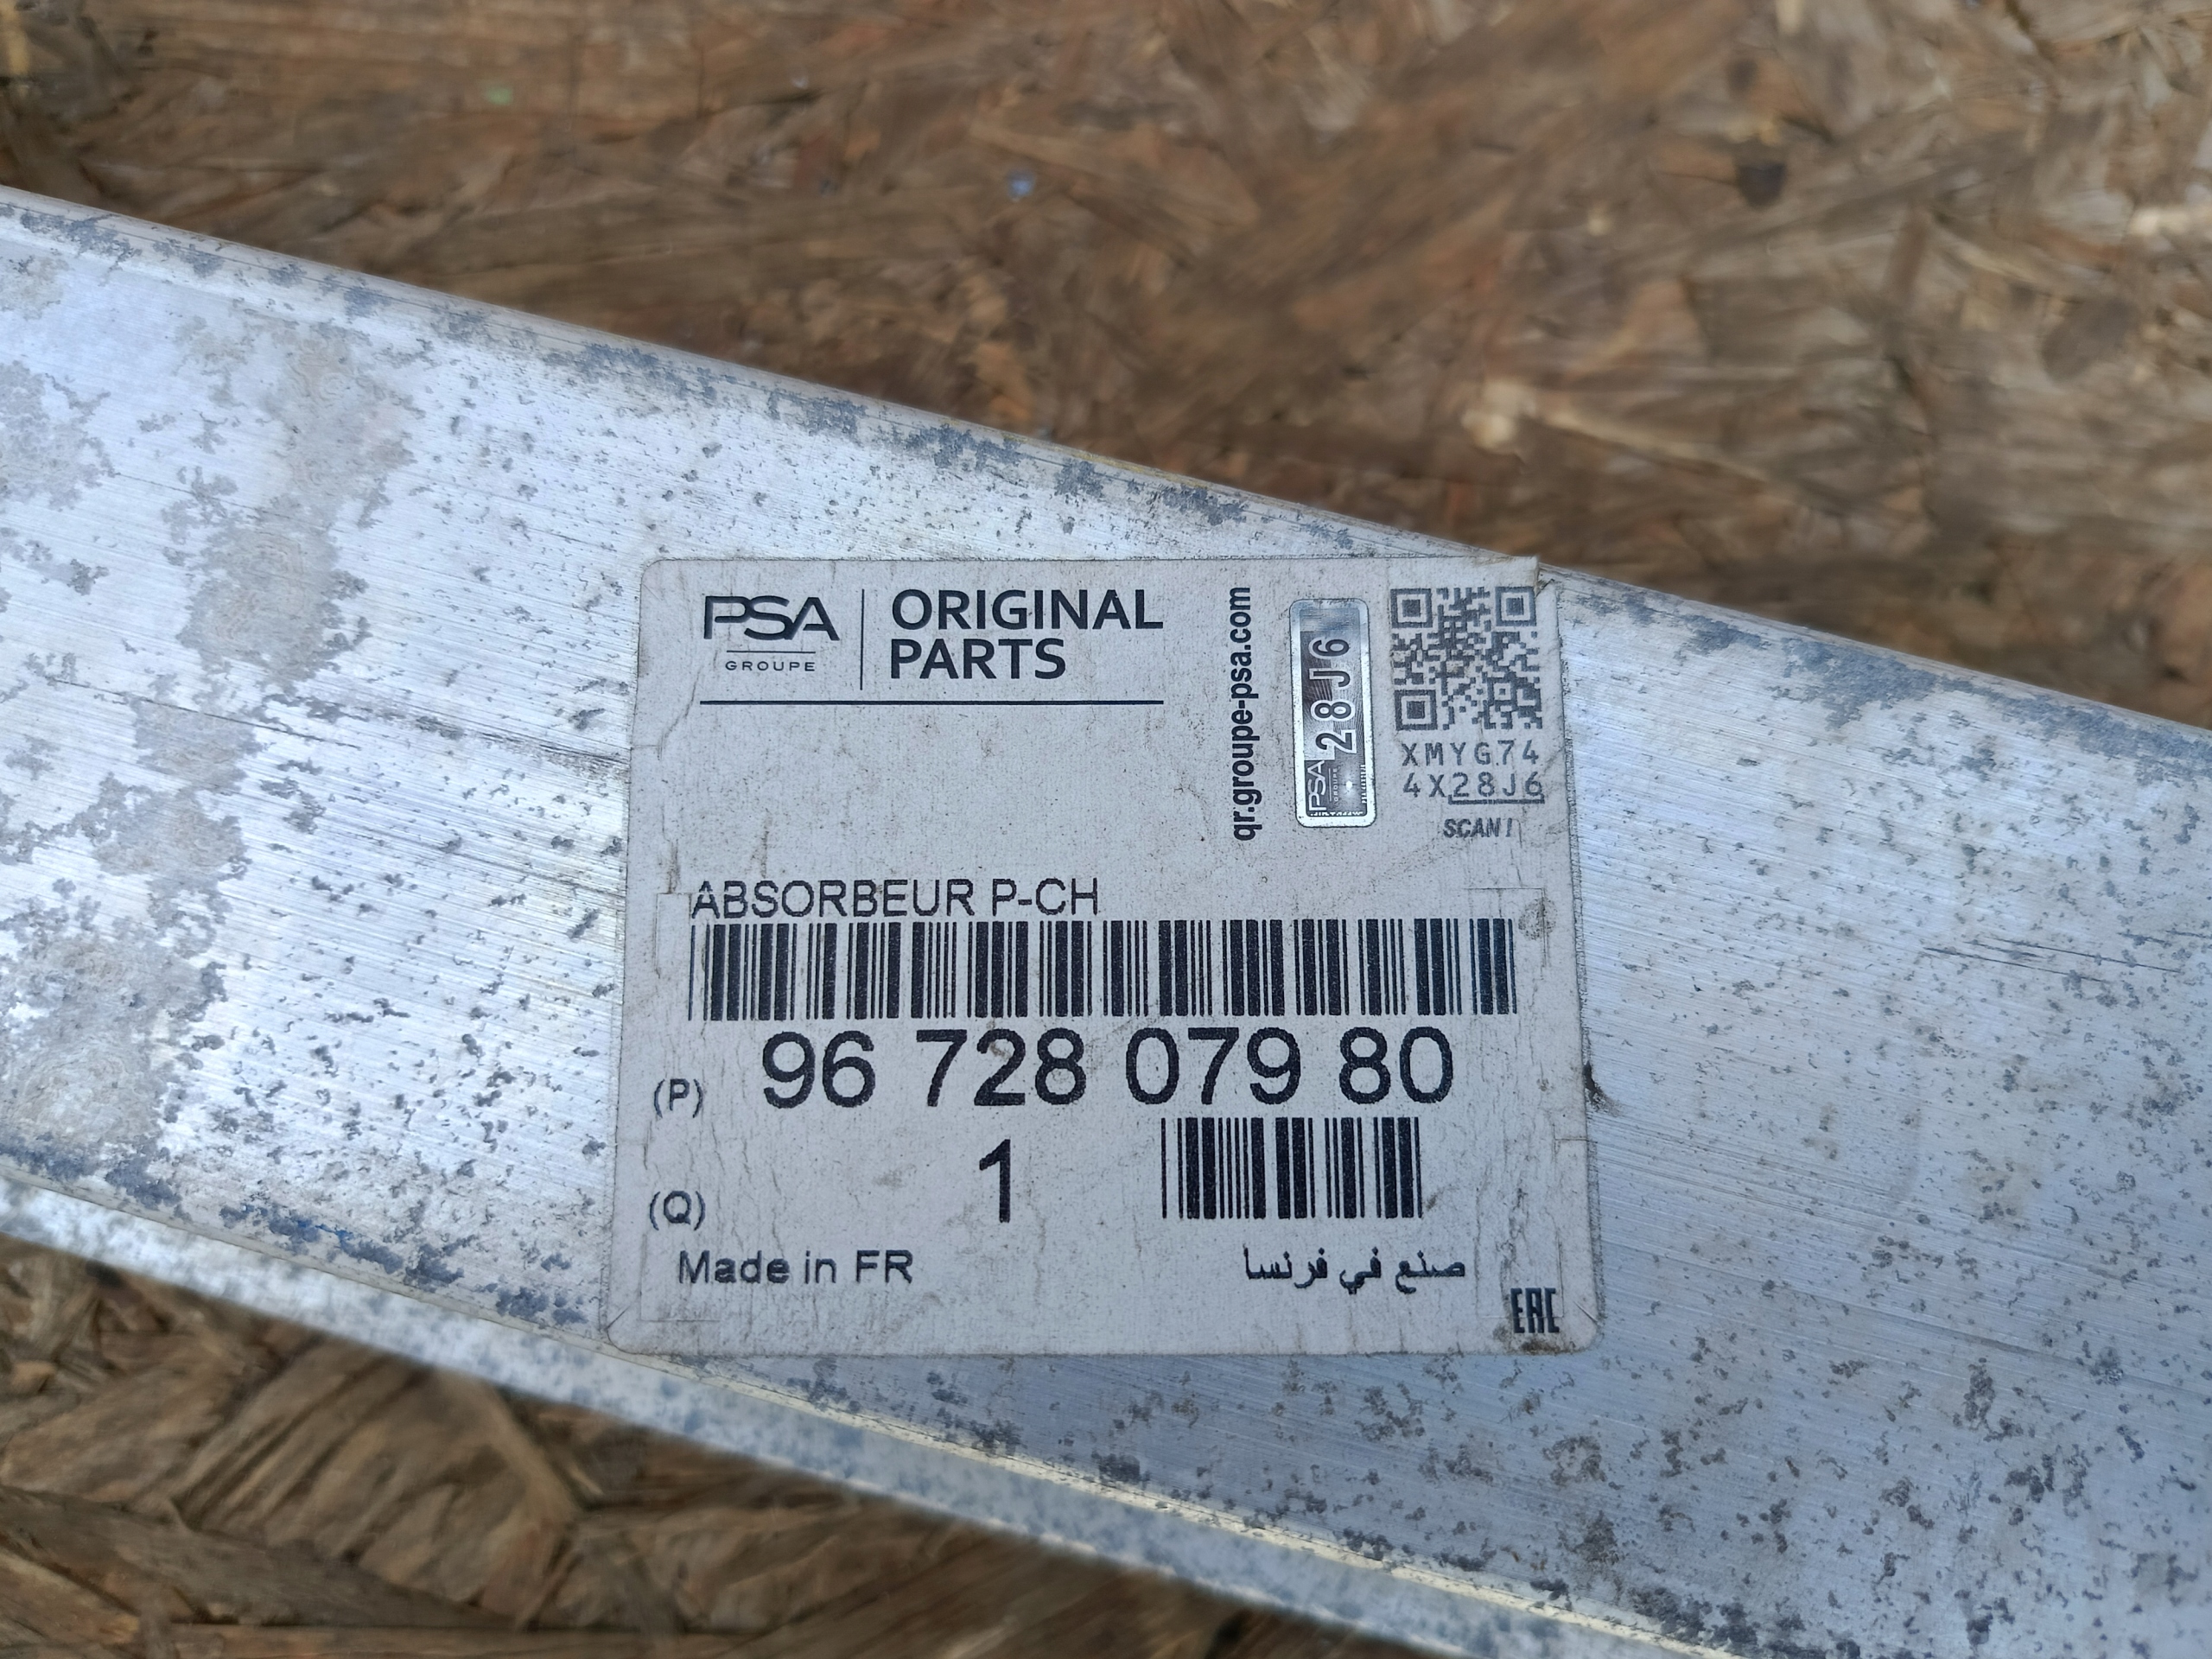 PSA
GROUPE
ORIGINAL
PARTS
qr.groupe-psa.com
PSA
GROUPE
28J6
XMYG74
4X28J6
SCAN!
ABSORBEUR P-CH
(P) 96 728 079 80
(Q) 1
Made in FR
صنع في فرنسا
EAC